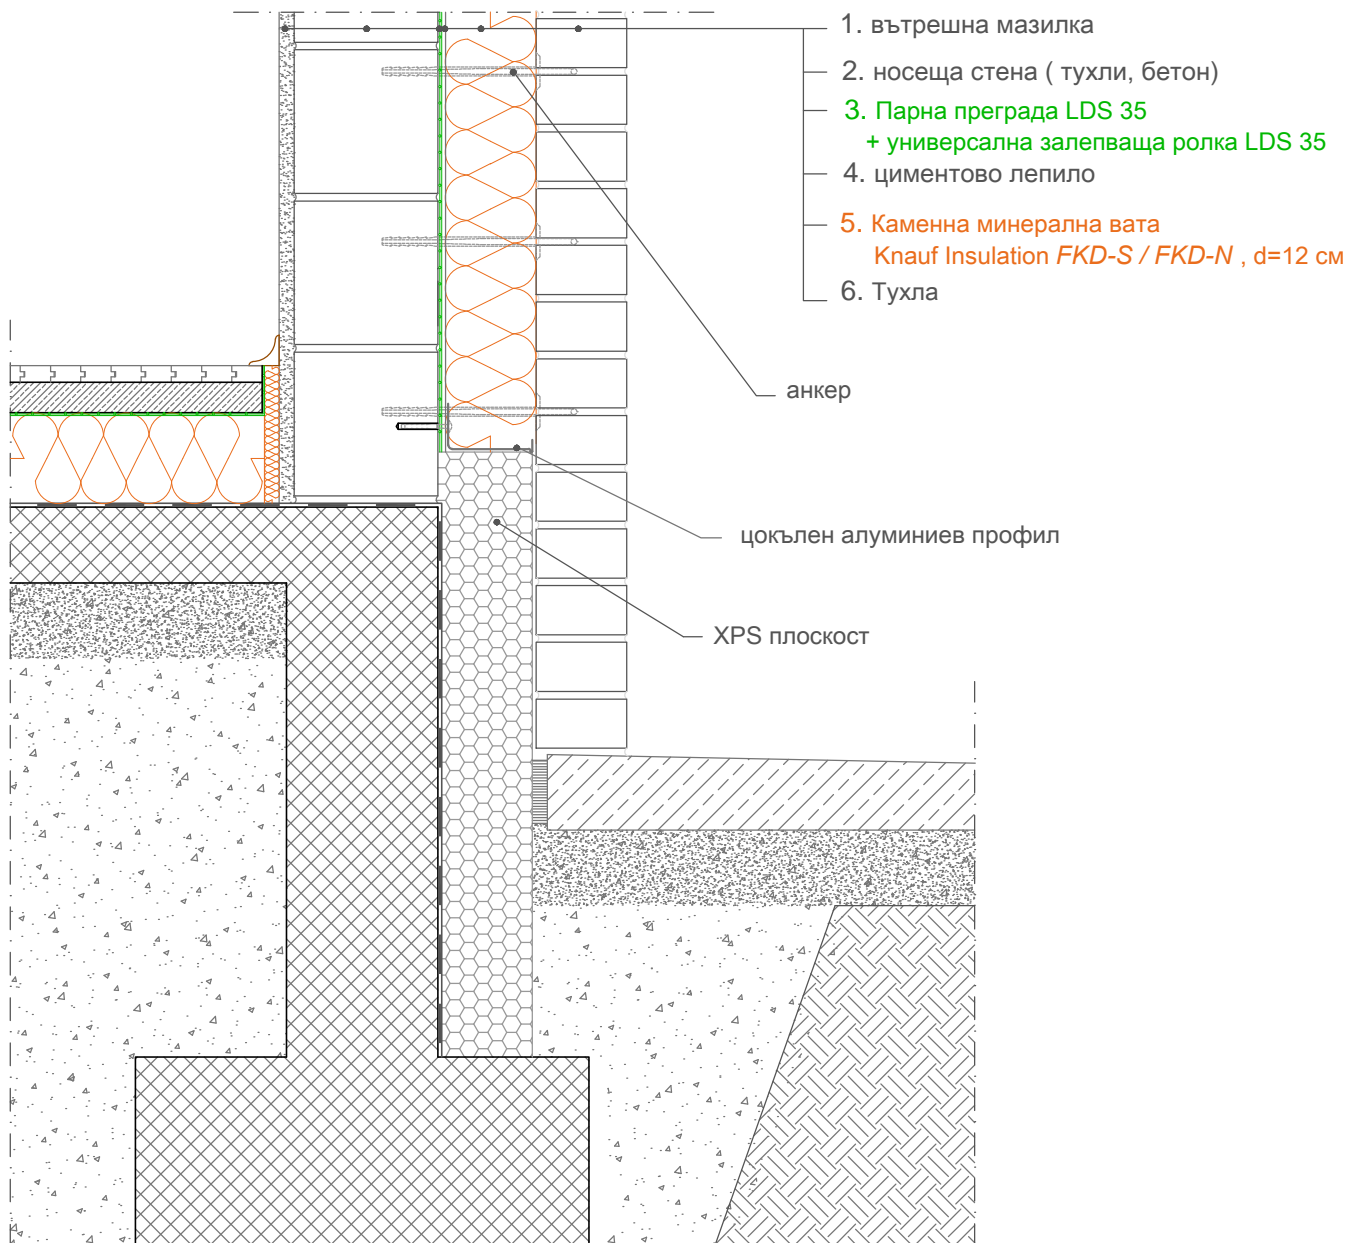 1. вътрешна мазилка
2. носеща стена ( тухли, бетон)
3. Парна преграда LDS 35
+ универсална залепваща ролка LDS 35
4. циментово лепило
5. Каменна минерална вата
Knauf Insulation FKD-S / FKD-N , d=12 см
6. Тухла
анкер
цокълен алуминиев профил
XPS плоскост